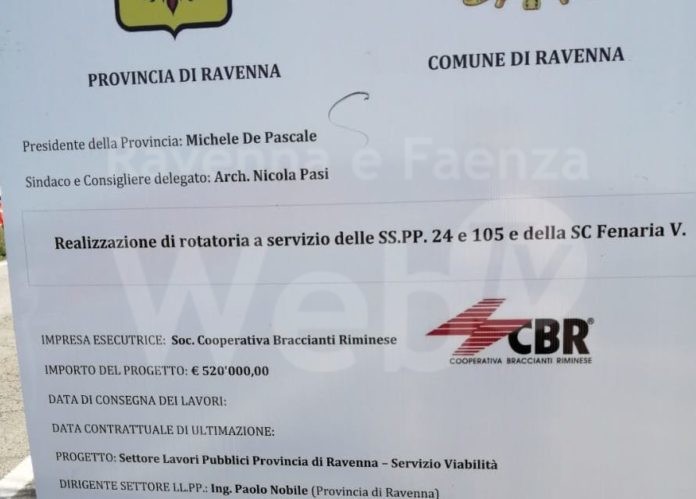 PROVINCIA DI RAVENNA
COMUNE DI RAVENNA
Presidente della Provincia: Michele De Pascale
Ravenna e Faenza
Sindaco e Consigliere delegato: Arch. Nicola Pasi
Realizzazione di rotatoria a servizio delle SS.PP. 24 e 105 e della SC Fenaria V.
Web
IMPRESA ESECUTRICE: Soc. Cooperativa Braccianti Riminese
CBR®
COOPERATIVA BRACCIANTI RIMINESE
IMPORTO DEL PROGETTO: € 520'000,00
DATA DI CONSEGNA DEI LAVORI:
DATA CONTRATTUALE DI ULTIMAZIONE:
PROGETTO: Settore Lavori Pubblici Provincia di Ravenna – Servizio Viabilità
DIRIGENTE SETTORE LL.PP.: Ing. Paolo Nobile (Provincia di Ravenna)